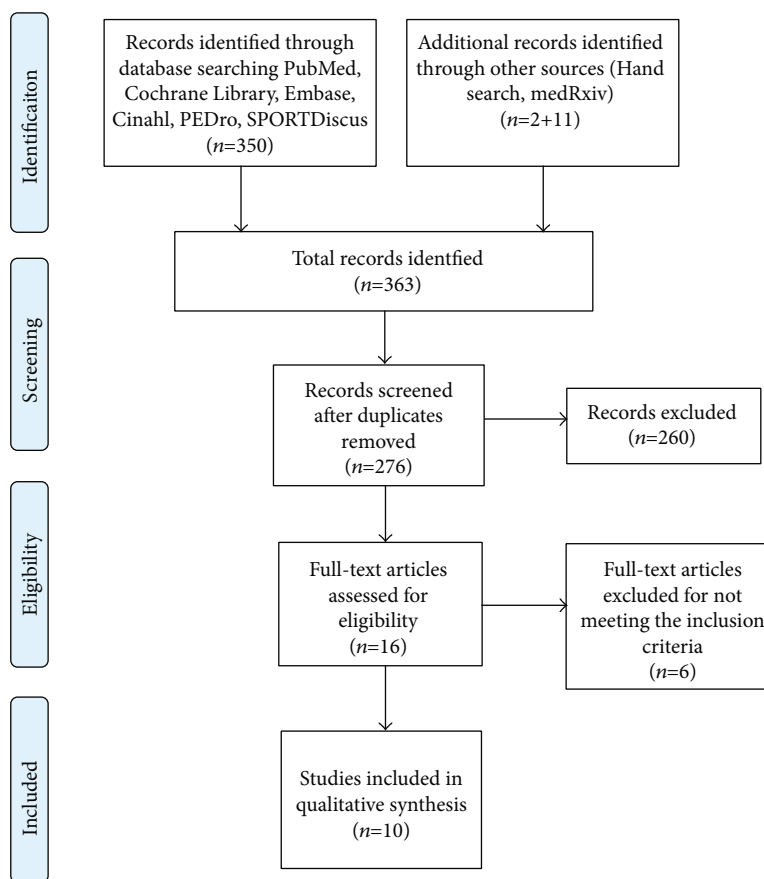 Identificaiton
Records identified through
database searching PubMed,
Cochrane Library, Embase,
Cinahl, PEDro, SPORTDiscus
(n=350)
Additional records identified
through other sources (Hand
search, medRxiv)
(n=2+11)
Total records identfied
(n=363)
Screening
Records screened
after duplicates
removed
(n=276)
Records excluded
(n=260)
Eligibility
Full-text articles
assessed for
eligibility
(n=16)
Full-text articles
excluded for not
meeting the inclusion
criteria
(n=6)
Included
Studies included in
qualitative synthesis
(n=10)